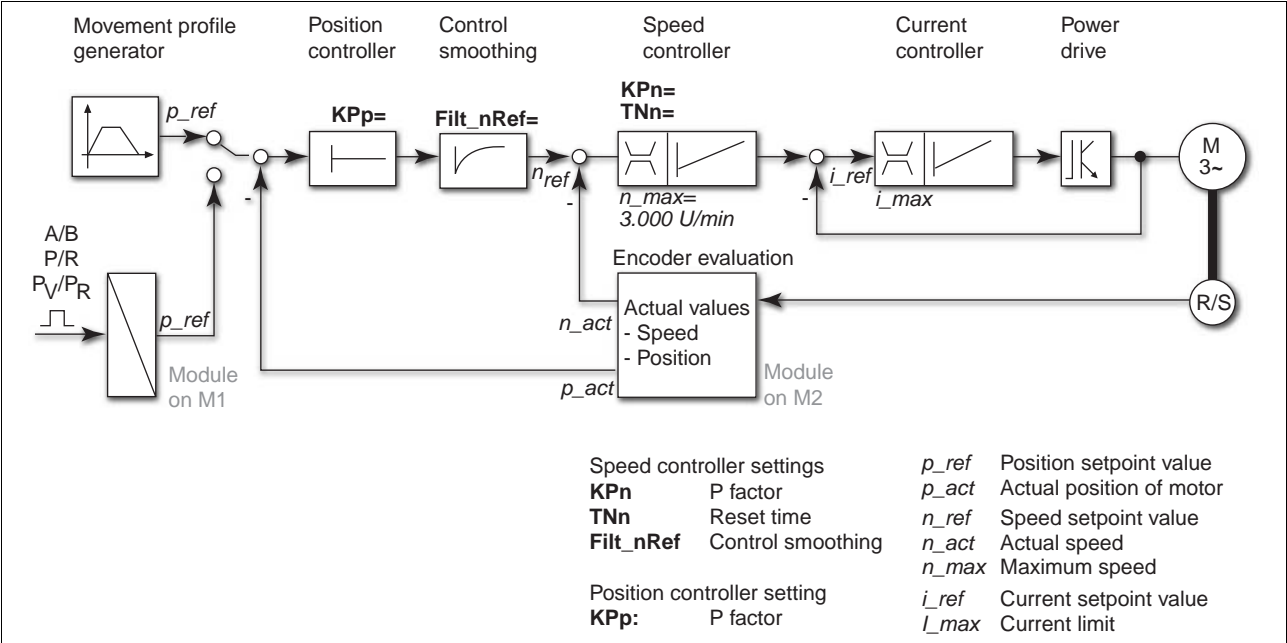 Movement profile
generator
Position
controller
Control
smoothing
Speed
controller
Current
controller
Power
drive
p_ref
KPp=
Filt_nRef=
KPn=
TNn=
n_ref
n_max=
3.000 U/min
i_ref
i_max
M
3~
-
-
-
A/B
P/R
PV/PR
p_ref
Module
on M1
Encoder evaluation
Actual values
- Speed
- Position
n_act
p_act
Module
on M2
R/S
Speed controller settings
KPn P factor
TNn Reset time
Filt_nRef Control smoothing
Position controller setting
KPp: P factor
p_ref Position setpoint value
p_act Actual position of motor
n_ref Speed setpoint value
n_act Actual speed
n_max Maximum speed
i_ref Current setpoint value
I_max Current limit